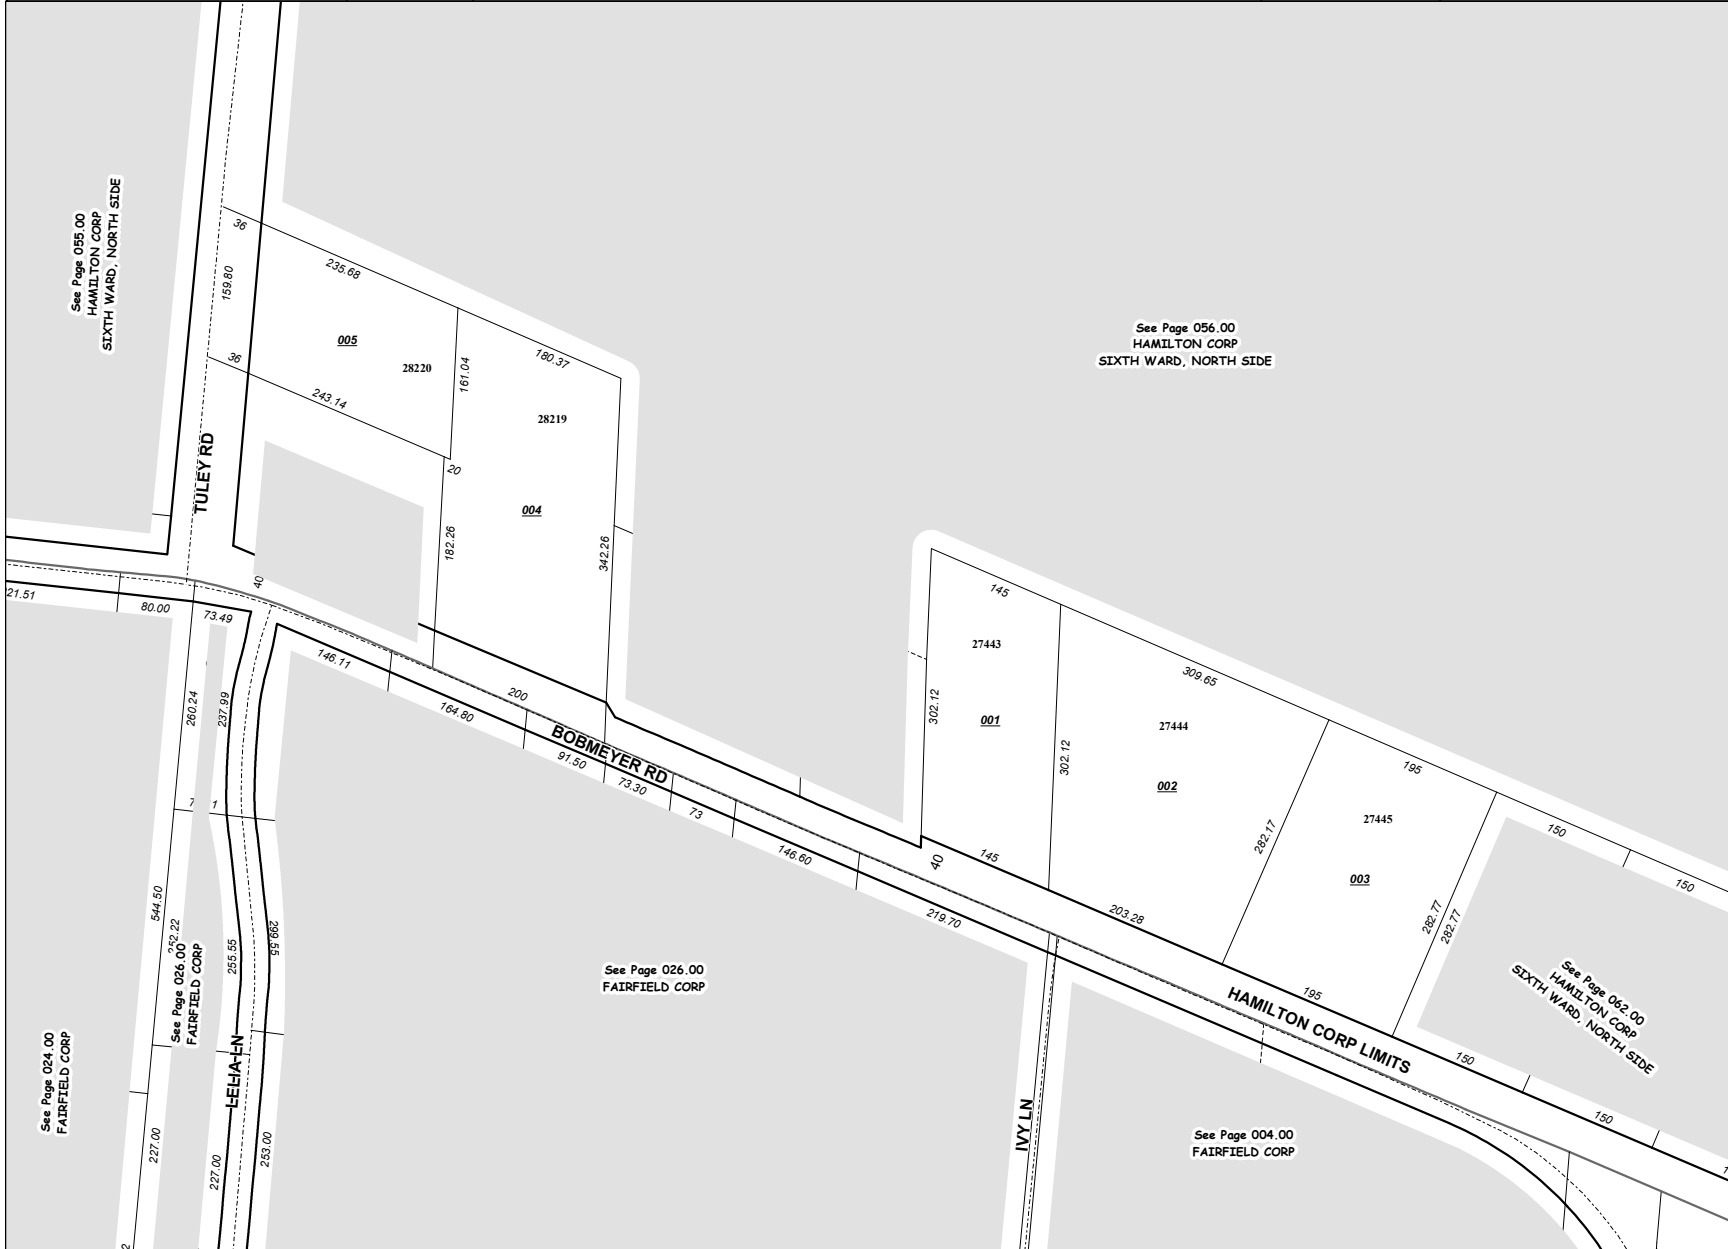 See Page 055.00
HAMILTON CORP
SIXTH WARD, NORTH SIDE
36
159.80
235.68
36
005
28220
243.14
161.04
180.37
28219
20
004
182.26
342.26
TULEY RD
See Page 056.00
HAMILTON CORP
SIXTH WARD, NORTH SIDE
40
21.51
80.00
73.49
146.11
260.24
237.99
164.80
200
BOBMEYER RD
91.50
73.30
73
146.60
145
27443
302.12
001
302.12
309.65
27444
002
282.17
195
27445
003
282.77
282.77
150
150
40
145
203.28
219.70
195
HAMILTON CORP LIMITS
150
150
See Page 062.00
HAMILTON CORP
SIXTH WARD, NORTH SIDE
544.50
252.22
See Page 026.00
FAIRFIELD CORP
255.55
299.55
See Page 026.00
FAIRFIELD CORP
See Page 024.00
FAIRFIELD CORP
LELIA LN
227.00
227.00
253.00
IVY LN
See Page 004.00
FAIRFIELD CORP